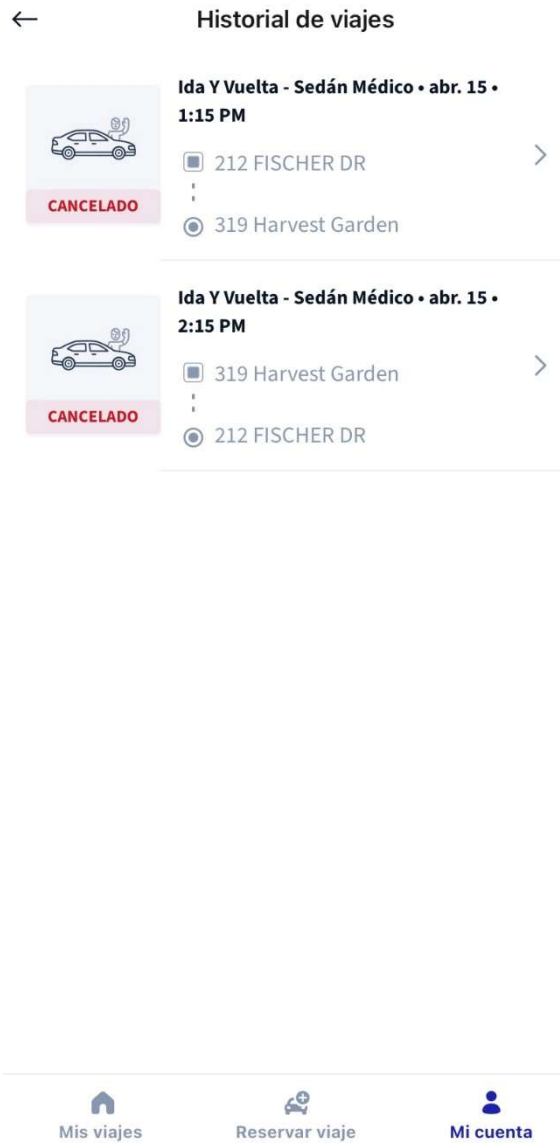 Historial de viajes
Ida Y Vuelta - Sedán Médico • abr. 15 •
1:15 PM
212 FISCHER DR
CANCELADO
319 Harvest Garden
Ida Y Vuelta - Sedán Médico • abr. 15 •
2:15 PM
319 Harvest Garden
CANCELADO
212 FISCHER DR
Mis viajes
Reservar viaje
Mi cuenta